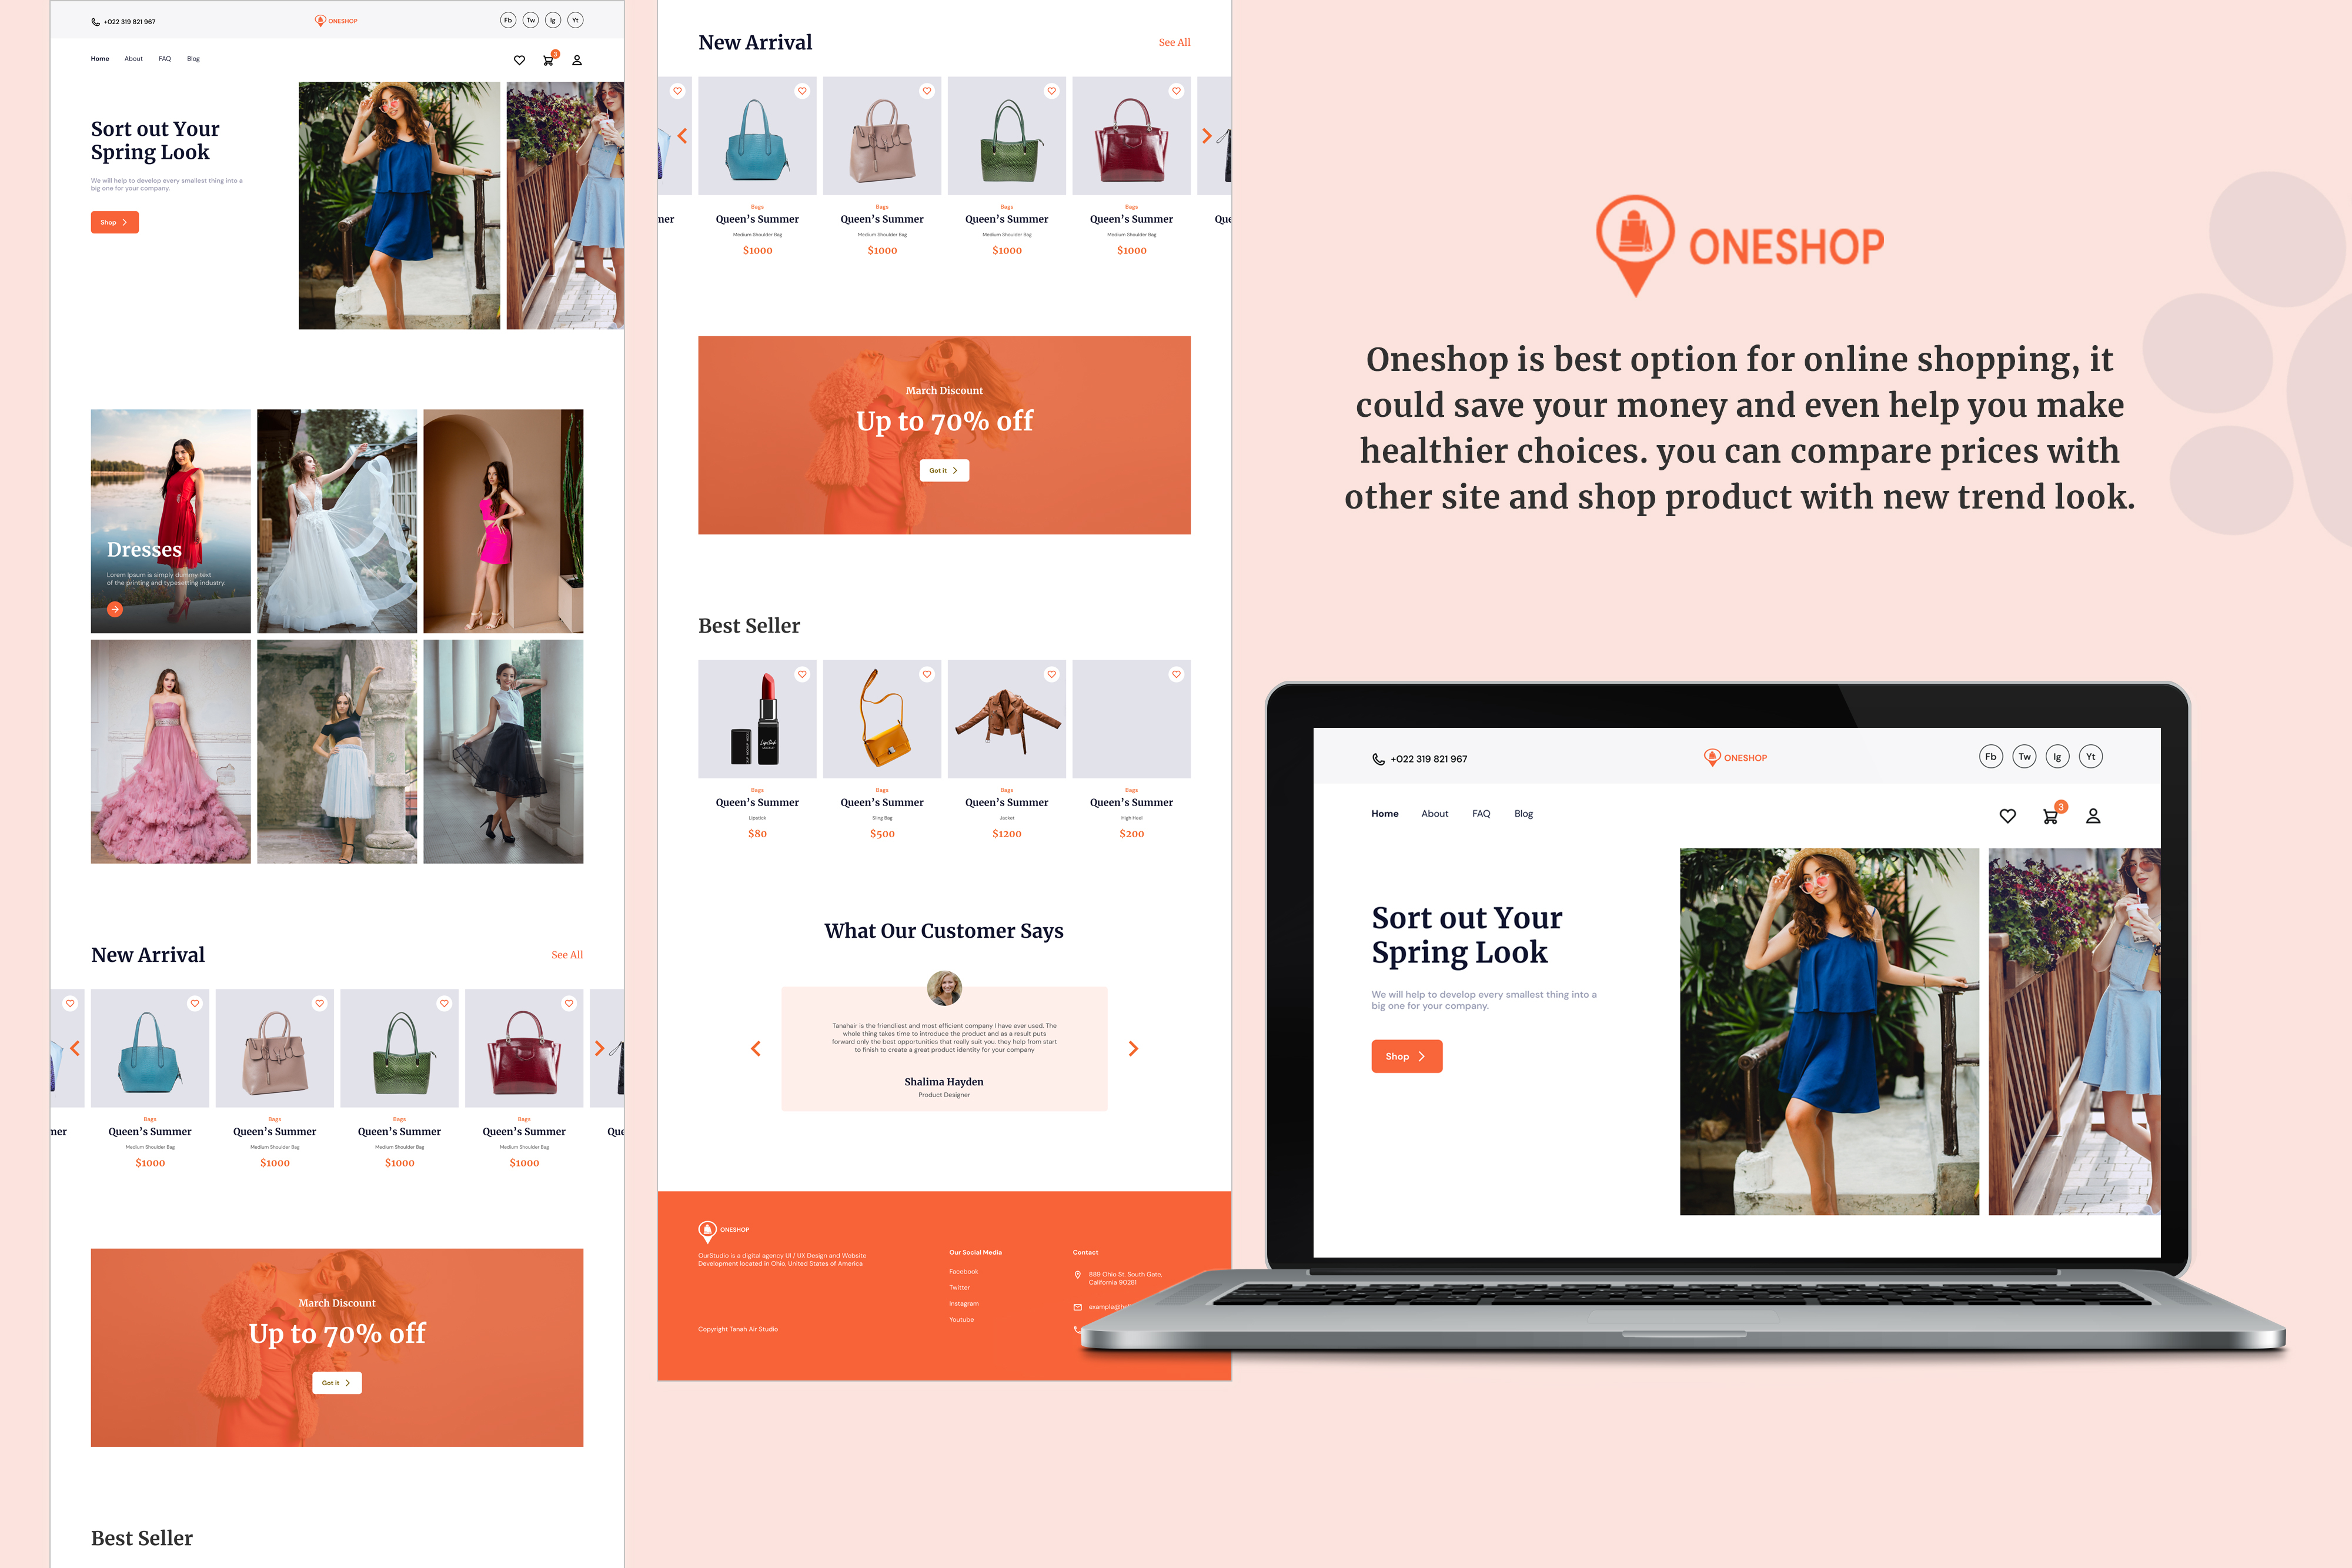 +022 319 821 967
ONESHOP
Fb Tw Ig Yt
Home About FAQ Blog
3
Sort out Your
Spring Look
We will help to develop every smallest thing into a
big one for your company.
Shop
Dresses
Lorem Ipsum is simply dummy text
of the printing and typesetting industry.
New Arrival
See All
Bags Bags Bags Bags
ner Queen’s Summer Queen’s Summer Queen’s Summer Queen’s Summer Que
Medium Shoulder Bag Medium Shoulder Bag Medium Shoulder Bag Medium Shoulder Bag
$1000 $1000 $1000 $1000
March Discount
Up to 70% off
Got it
Best Seller
New Arrival
See All
Bags Bags Bags Bags
ner Queen’s Summer Queen’s Summer Queen’s Summer Queen’s Summer Que
Medium Shoulder Bag Medium Shoulder Bag Medium Shoulder Bag Medium Shoulder Bag
$1000 $1000 $1000 $1000
March Discount
Up to 70% off
Got it
Best Seller
Bags Bags Bags Bags
Queen’s Summer Queen’s Summer Queen’s Summer Queen’s Summer
Lipstick Sling Bag Jacket High Heel
$80 $500 $1200 $200
What Our Customer Says
Tanahair is the friendliest and most efficient company I have ever used. The
whole thing takes time to introduce the product and as a result puts
forward only the best opportunities that really suit you. they help from start
to finish to create a great product identity for your company
Shalima Hayden
Product Designer
ONESHOP
OurStudio is a digital agency UI / UX Design and Website
Development located in Ohio, United States of America
Copyright Tanah Air Studio
Our Social Media
Facebook
Twitter
Instagram
Youtube
Contact
889 Ohio St. South Gate,
California 90281
ONESHOP
Oneshop is best option for online shopping, it
could save your money and even help you make
healthier choices. you can compare prices with
other site and shop product with new trend look.
+022 319 821 967
ONESHOP
Fb Tw Ig Yt
Home About FAQ Blog
3
Sort out Your
Spring Look
We will help to develop every smallest thing into a
big one for your company.
Shop